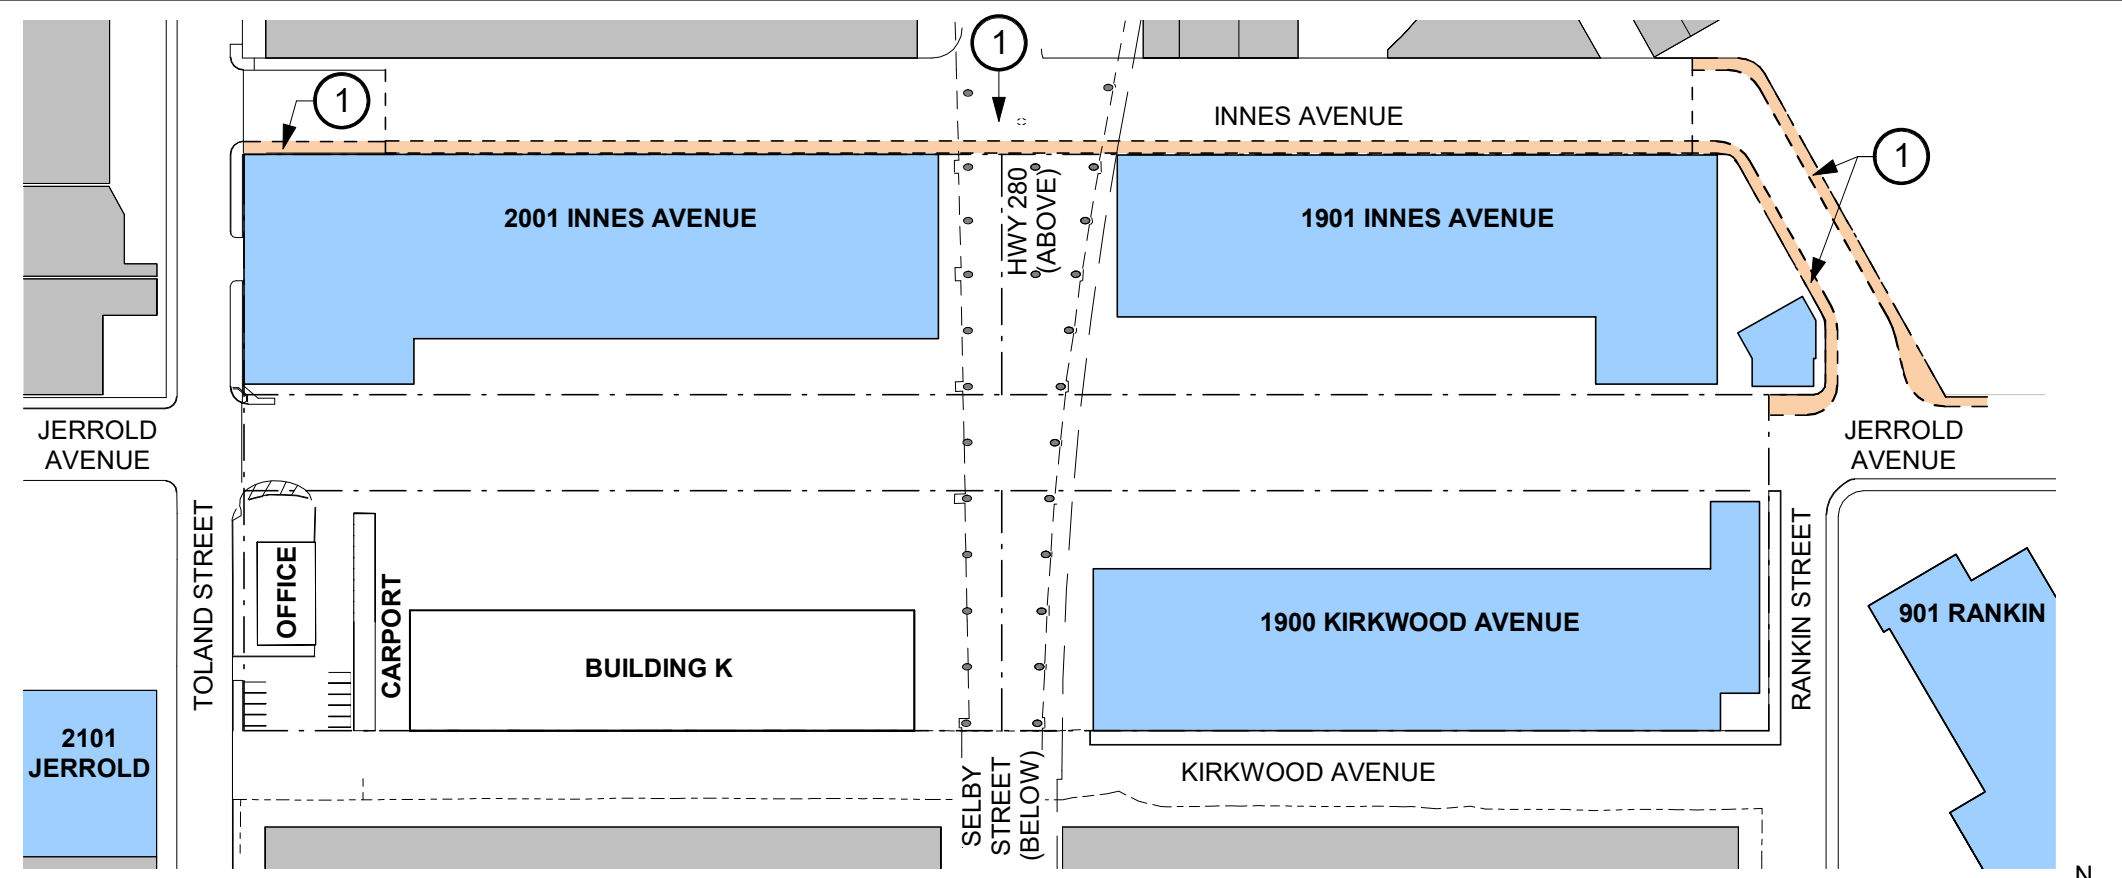 1
1
INNES AVENUE
1
2001 INNES AVENUE
HWY 280
(ABOVE)
1901 INNES AVENUE
JERROLD
AVENUE
JERROLD
AVENUE
TOLAND STREET
OFFICE
CARPORT
BUILDING K
1900 KIRKWOOD AVENUE
RANKIN STREET
901 RANKIN
2101
JERROLD
SELBY
STREET
(BELOW)
KIRKWOOD AVENUE
N